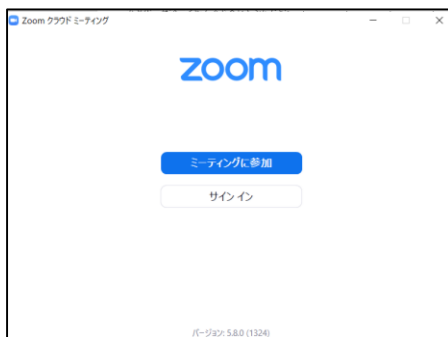 Zoom クラウド ミーティング
zoom
ミーティングに参加
サイン イン
バージョン: 5.8.0 (1324)